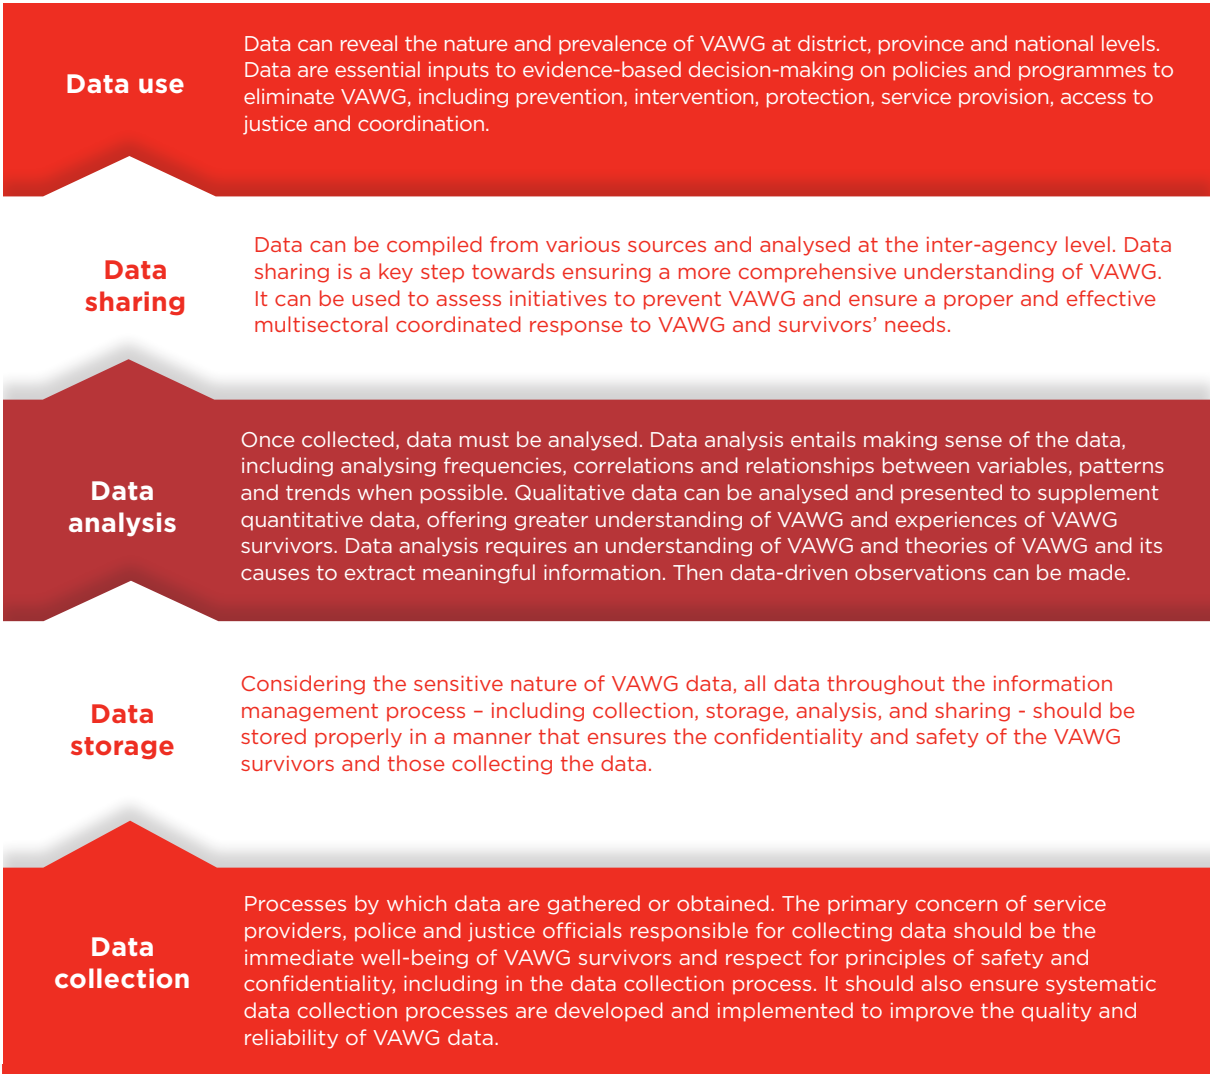 Data use
Data can reveal the nature and prevalence of VAWG at district, province and national levels.
Data are essential inputs to evidence-based decision-making on policies and programmes to
eliminate VAWG, including prevention, intervention, protection, service provision, access to
justice and coordination.
Data
sharing
Data can be compiled from various sources and analysed at the inter-agency level. Data
sharing is a key step towards ensuring a more comprehensive understanding of VAWG.
It can be used to assess initiatives to prevent VAWG and ensure a proper and effective
multisectoral coordinated response to VAWG and survivors’ needs.
Data
analysis
Once collected, data must be analysed. Data analysis entails making sense of the data,
including analysing frequencies, correlations and relationships between variables, patterns
and trends when possible. Qualitative data can be analysed and presented to supplement
quantitative data, offering greater understanding of VAWG and experiences of VAWG
survivors. Data analysis requires an understanding of VAWG and theories of VAWG and its
causes to extract meaningful information. Then data-driven observations can be made.
Data
storage
Considering the sensitive nature of VAWG data, all data throughout the information
management process – including collection, storage, analysis, and sharing - should be
stored properly in a manner that ensures the confidentiality and safety of the VAWG
survivors and those collecting the data.
Data
collection
Processes by which data are gathered or obtained. The primary concern of service
providers, police and justice officials responsible for collecting data should be the
immediate well-being of VAWG survivors and respect for principles of safety and
confidentiality, including in the data collection process. It should also ensure systematic
data collection processes are developed and implemented to improve the quality and
reliability of VAWG data.